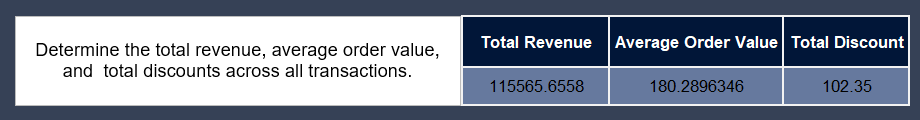 Determine the total revenue, average order value,
and  total discounts across all transactions.
Total Revenue Average Order Value Total Discount
115565.6558 180.2896346 102.35